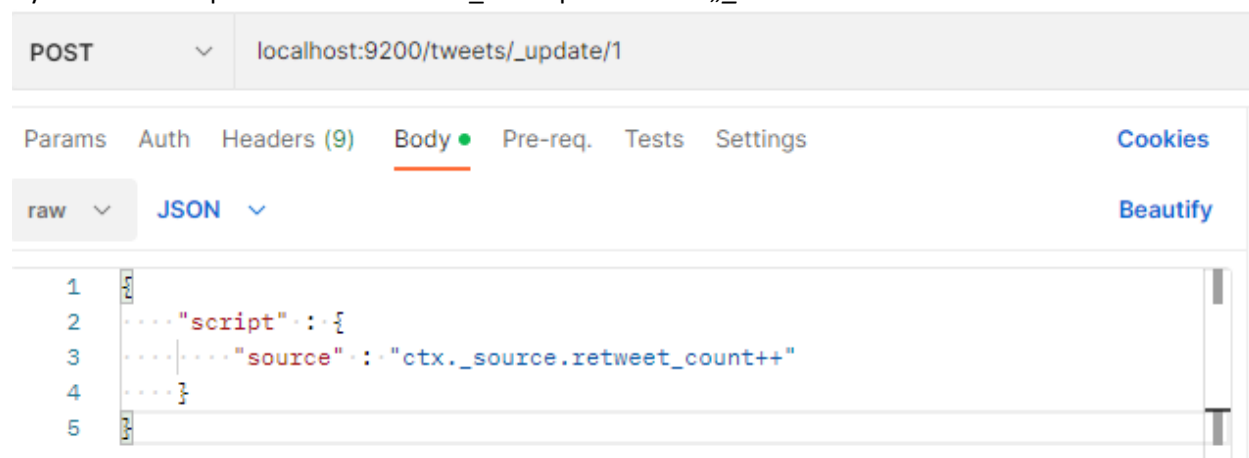 POST localhost:9200/tweets/_update/1
Params Auth Headers (9) Body Pre-req. Tests Settings Cookies
raw JSON Beautify
1 {
2 "script" : {
3 "source" : "ctx._source.retweet_count++"
4 }
5 }